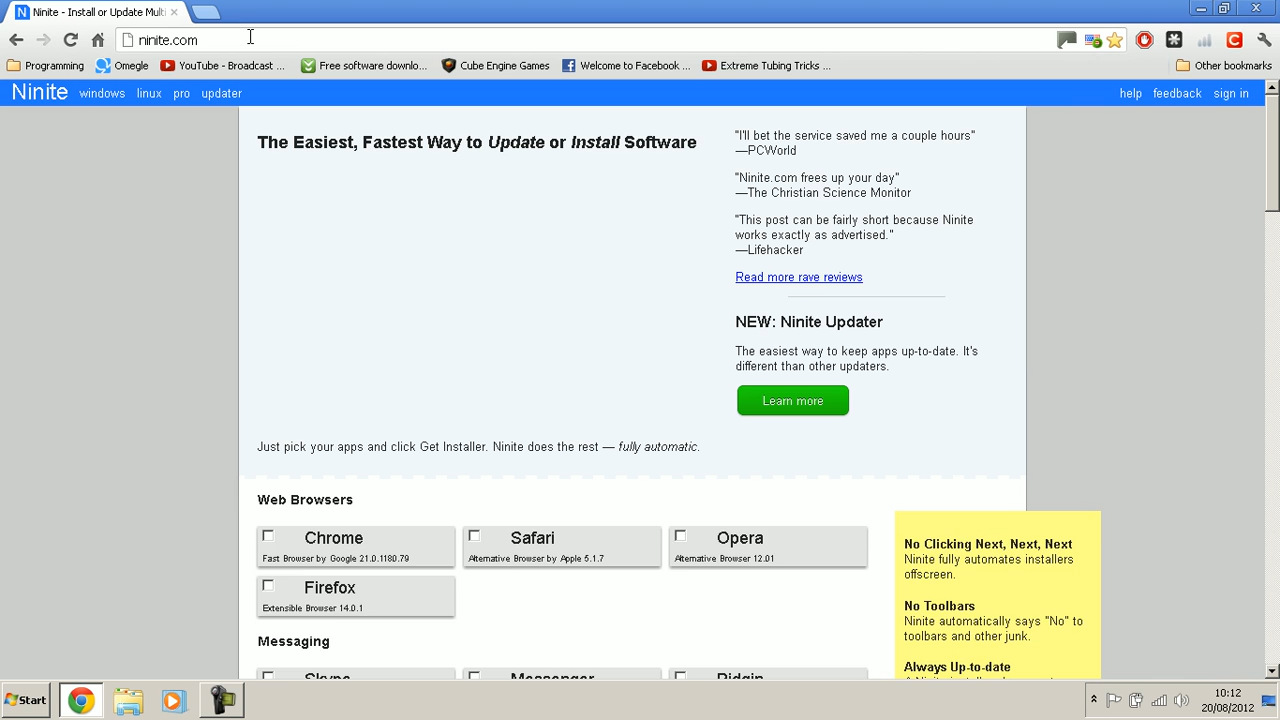 Ninite - Install or Update Multi
ninite.com
Programming
Omegle
YouTube - Broadcast ...
Free software downlo...
Cube Engine Games
Welcome to Facebook ...
Extreme Tubing Tricks ...
Other bookmarks
Ninite windows linux pro updater
help feedback sign in
The Easiest, Fastest Way to Update or Install Software
Just pick your apps and click Get Installer. Ninite does the rest — fully automatic.
"I'll bet the service saved me a couple hours"
—PCWorld
"Ninite.com frees up your day"
—The Christian Science Monitor
"This post can be fairly short because Ninite
works exactly as advertised."
—Lifehacker
Read more rave reviews
NEW: Ninite Updater
The easiest way to keep apps up-to-date. It's
different than other updaters.
Learn more
Web Browsers
Chrome
Fast Browser by Google 21.0.1180.79
Safari
Alternative Browser by Apple 5.1.7
Opera
Alternative Browser 12.01
Firefox
Extensible Browser 14.0.1
Messaging
Skype
Messenger
Pidgin
No Clicking Next, Next, Next
Ninite fully automates installers
offscreen.
No Toolbars
Ninite automatically says "No" to
toolbars and other junk.
Always Up-to-date
Start
10:12
20/08/2012